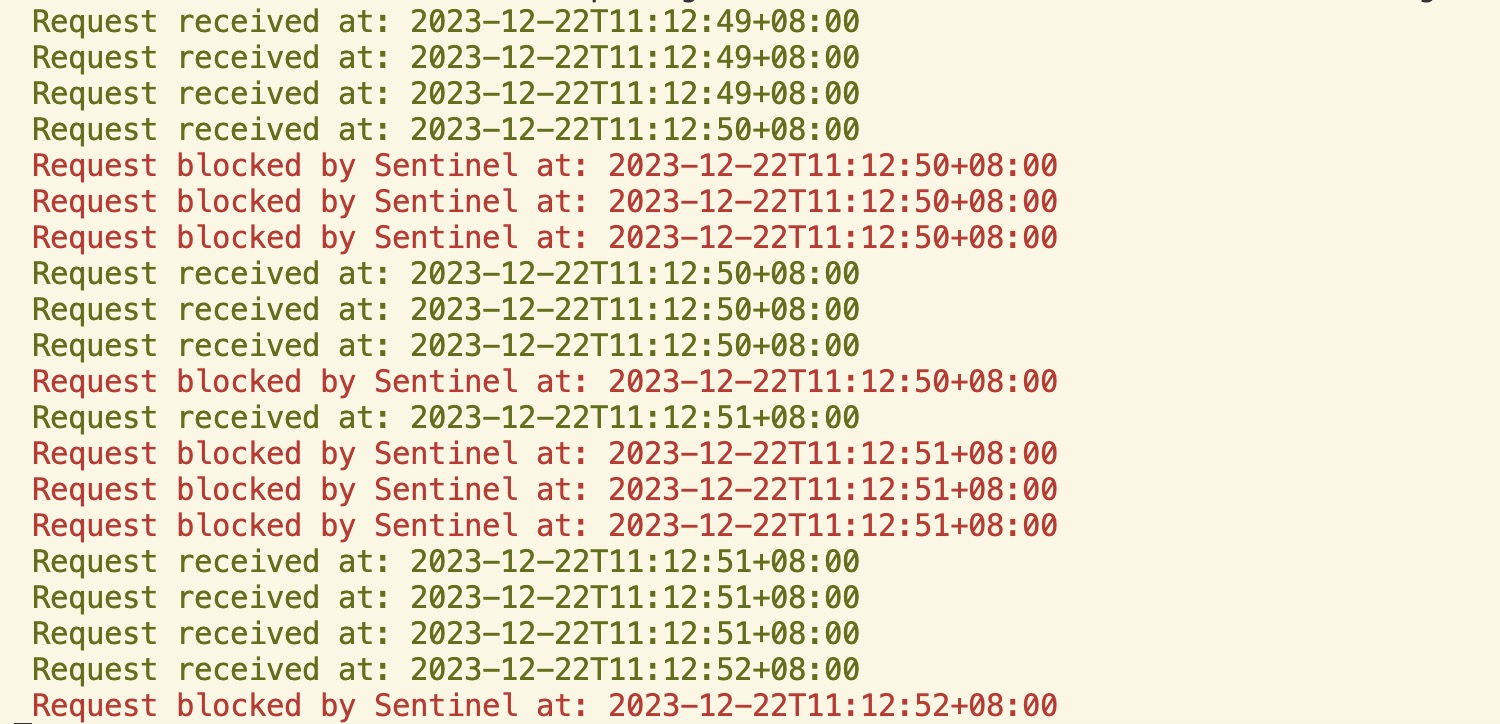 Request received at: 2023-12-22T11:12:49+08:00
Request received at: 2023-12-22T11:12:49+08:00
Request received at: 2023-12-22T11:12:49+08:00
Request received at: 2023-12-22T11:12:50+08:00
Request blocked by Sentinel at: 2023-12-22T11:12:50+08:00
Request blocked by Sentinel at: 2023-12-22T11:12:50+08:00
Request blocked by Sentinel at: 2023-12-22T11:12:50+08:00
Request received at: 2023-12-22T11:12:50+08:00
Request received at: 2023-12-22T11:12:50+08:00
Request received at: 2023-12-22T11:12:50+08:00
Request blocked by Sentinel at: 2023-12-22T11:12:50+08:00
Request received at: 2023-12-22T11:12:51+08:00
Request blocked by Sentinel at: 2023-12-22T11:12:51+08:00
Request blocked by Sentinel at: 2023-12-22T11:12:51+08:00
Request blocked by Sentinel at: 2023-12-22T11:12:51+08:00
Request received at: 2023-12-22T11:12:51+08:00
Request received at: 2023-12-22T11:12:51+08:00
Request received at: 2023-12-22T11:12:51+08:00
Request received at: 2023-12-22T11:12:52+08:00
Request blocked by Sentinel at: 2023-12-22T11:12:52+08:00